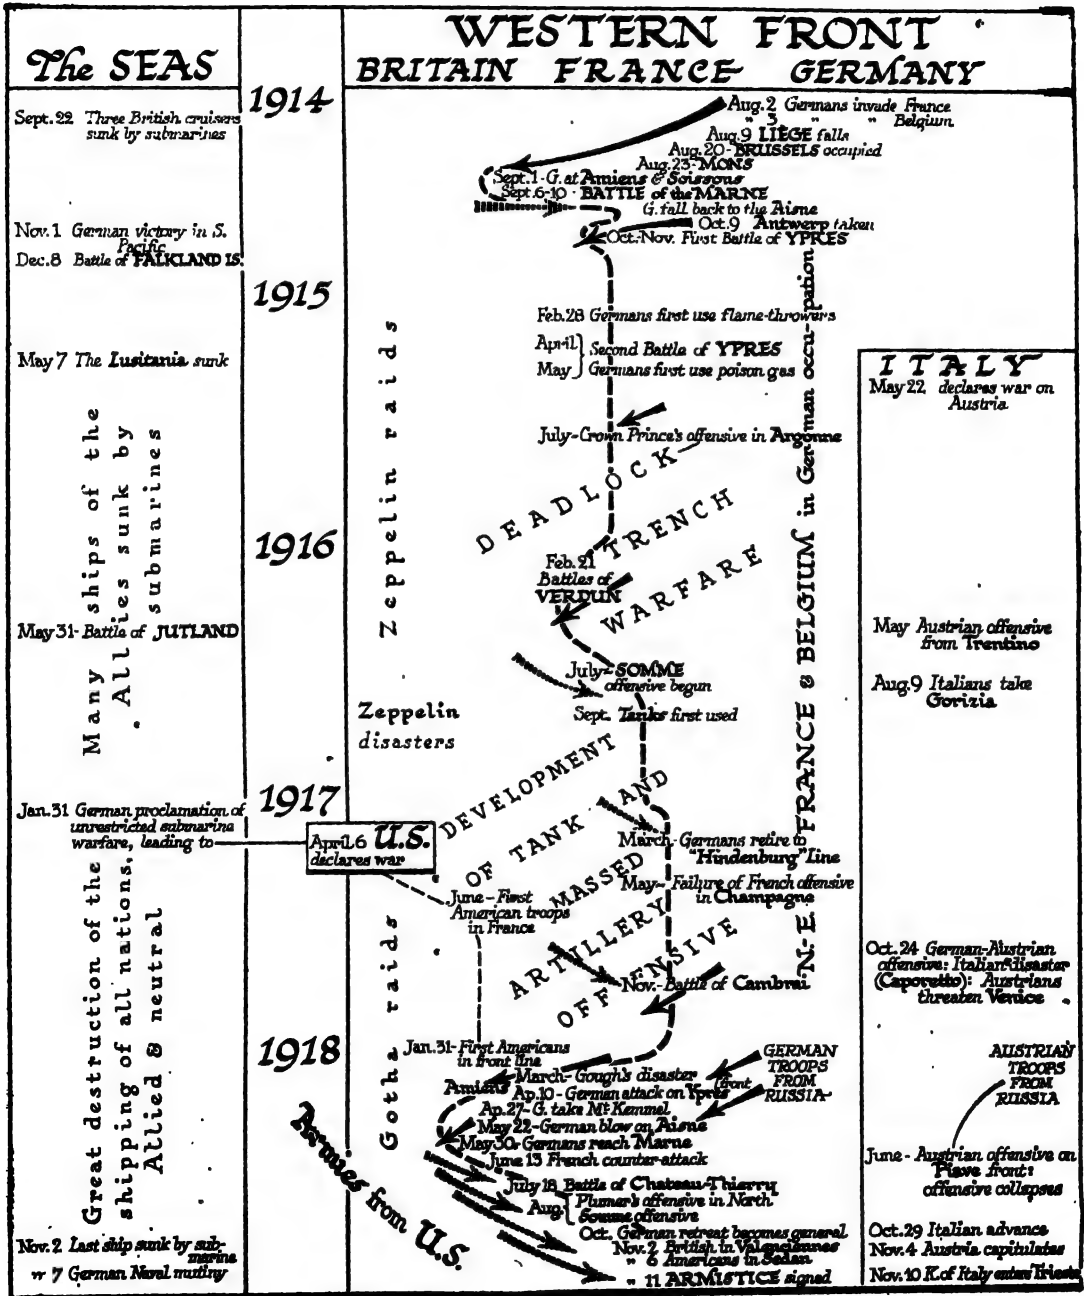 The SEAS
Sept. 22 Three British cruisers
sunk by submarines
Nov. 1 German victory in S.
Pacific
Dec. 8 Battle of FALKLAND IS.
May 7 The Lusitania sunk
Many ships of the
Allies sunk by
submarines
May 31- Battle of JUTLAND
Jan. 31 German proclamation of
unrestricted submarine
warfare, leading to
Great destruction of the
shipping of all nations,
Allied & neutral
Nov. 2 Last ship sunk by sub-
marine
" 7 German Naval mutiny
1914
1915
1916
1917
1918
WESTERN FRONT
BRITAIN FRANCE GERMANY
Aug. 2 Germans invade France
" 3 " " Belgium
Aug. 9 LIEGE falls
Aug. 20- BRUSSELS occupied
Aug. 23- MONS
Sept. 1- G. at Amiens & Soissons
Sept. 6-10 - BATTLE of the MARNE
G. fall back to the Aisne
Oct. 9 Antwerp taken
Oct.-Nov. First Battle of YPRES
Zeppelin raids
Feb. 28 Germans first use flame-throwers
April Second Battle of YPRES
May Germans first use poison gas
July- Crown Prince's offensive in Argonne
DEADLOCK-
TRENCH
WARFARE
Feb. 21
Battles of
VERDUN
July- SOMME
offensive begun
Sept. Tanks first used
Zeppelin
disasters
N.-E. FRANCE & BELGIUM in German occu-pation
DEVELOPMENT
OF TANK AND
MASSED
ARTILLERY
OFFENSIVE
April 6 U.S.
declares war
March- Germans retire to
"Hindenburg" Line
May- Failure of French offensive
in Champagne
June- First
American troops
in France
Nov.- Battle of Cambrai
Gotha raids
Jan. 31- First Americans
in front line
March- Gough's disaster
Amiens
Ap. 10- German attack on Ypres front
Ap. 27- G. take Mt. Kemmel
May 22- German blow on Aisne
May 30- Germans reach Marne
June 13 French counter-attack
July 18 Battle of Chateau-Thierry
Aug. Plumer's offensive in North
Somme offensive
Oct. German retreat becomes general
Nov. 2 British in Valenciennes
" 6 Americans in Sedan
" 11 ARMISTICE signed
GERMAN
TROOPS
FROM
RUSSIA
Armies from U.S.
ITALY
May 22 declares war on
Austria
May Austrian offensive
from Trentino
Aug. 9 Italians take
Gorizia
Oct. 24 German-Austrian
offensive: Italian disaster
(Caporetto): Austrians
threaten Venice
AUSTRIAN
TROOPS
FROM
RUSSIA
June- Austrian offensive on
Piave front:
offensive collapses
Oct. 29 Italian advance
Nov. 4 Austria capitulates
Nov. 10 K. of Italy enters Trieste